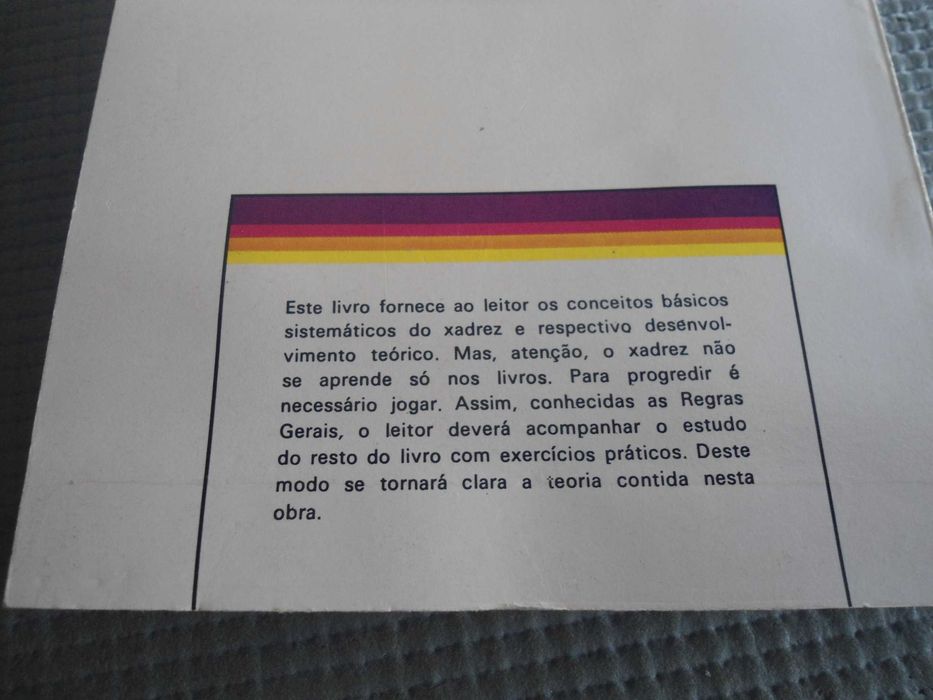 Este livro fornece ao leitor os conceitos básicos
sistemáticos do xadrez e respectivo desenvol-
vimento teórico. Mas, atenção, o xadrez não
se aprende só nos livros. Para progredir é
necessário jogar. Assim, conhecidas as Regras
Gerais, o leitor deverá acompanhar o estudo
do resto do livro com exercícios práticos. Deste
modo se tornará clara a teoria contida nesta
obra.